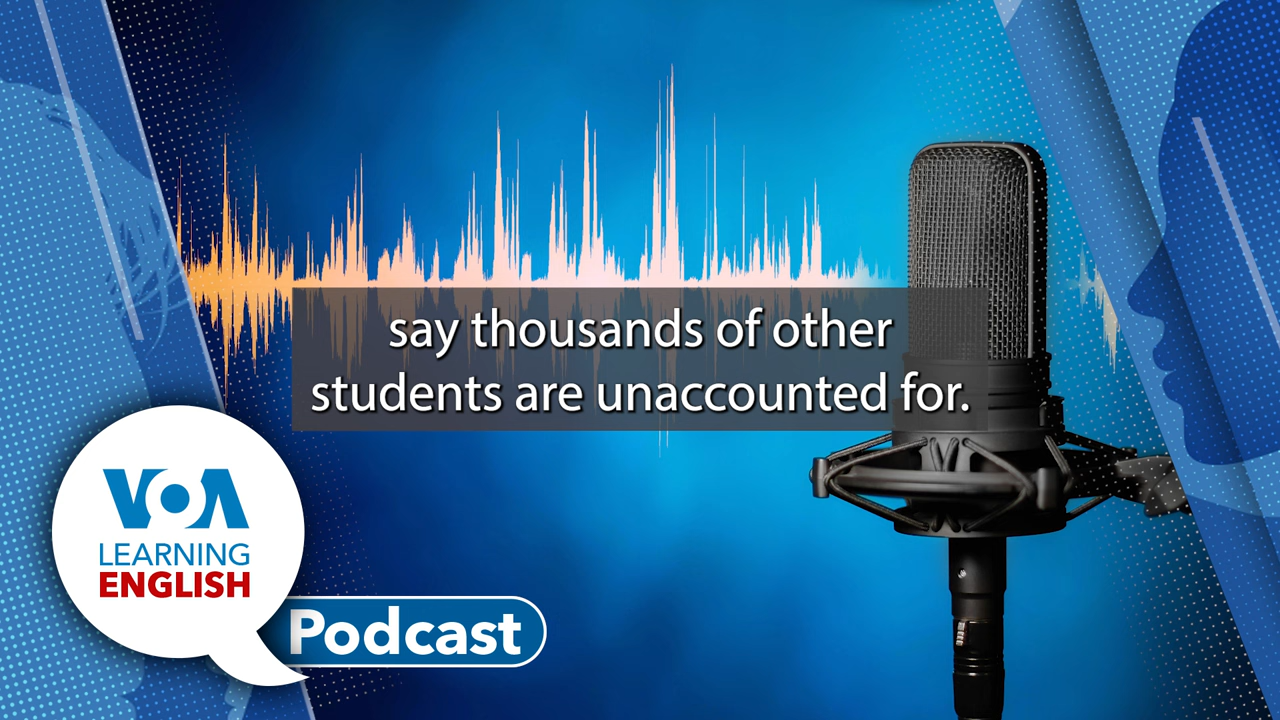 say thousands of other
students are unaccounted for.
VOA
LEARNING
ENGLISH
Podcast